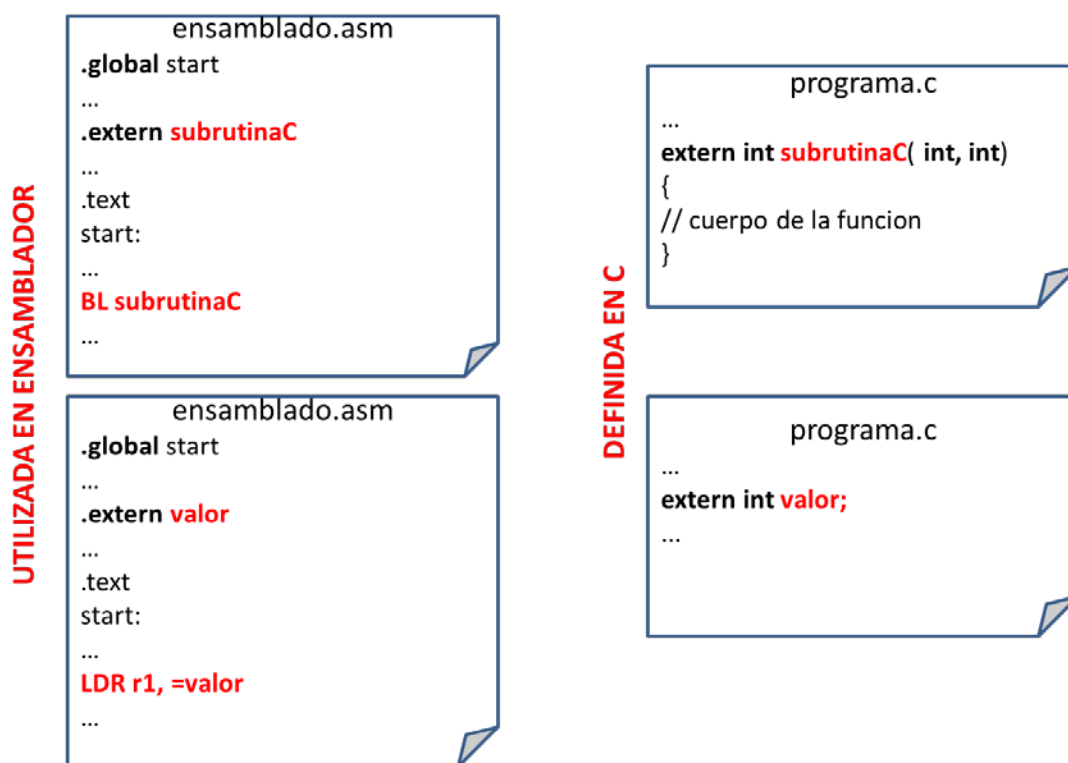 UTILIZADA EN ENSAMBLADOR
ensamblado.asm
.global start
...
.extern subrutinaC
...
.text
start:
...
BL subrutinaC
...
ensamblado.asm
.global start
...
.extern valor
...
.text
start:
...
LDR r1, =valor
...
DEFINIDA EN C
programa.c
...
extern int subrutinaC( int, int)
{
// cuerpo de la funcion
}
programa.c
...
extern int valor;
...